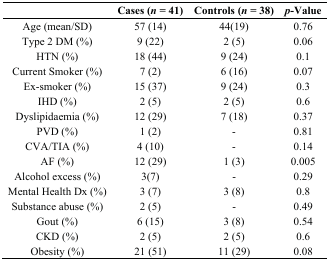 Cases (n = 41) Controls (n = 38) p-Value
Age (mean/SD) 57 (14) 44(19) 0.76
Type 2 DM (%) 9 (22) 2 (5) 0.06
HTN (%) 18 (44) 9 (24) 0.1
Current Smoker (%) 7 (2) 6 (16) 0.07
Ex-smoker (%) 15 (37) 9 (24) 0.3
IHD (%) 2 (5) 2 (5) 0.6
Dyslipidaemia (%) 12 (29) 7 (18) 0.37
PVD (%) 1 (2) - 0.81
CVA/TIA (%) 4 (10) - 0.14
AF (%) 12 (29) 1 (3) 0.005
Alcohol excess (%) 3(7) - 0.29
Mental Health Dx (%) 3 (7) 3 (8) 0.8
Substance abuse (%) 2 (5) - 0.49
Gout (%) 6 (15) 3 (8) 0.54
CKD (%) 2 (5) 2 (5) 0.6
Obesity (%) 21 (51) 11 (29) 0.08